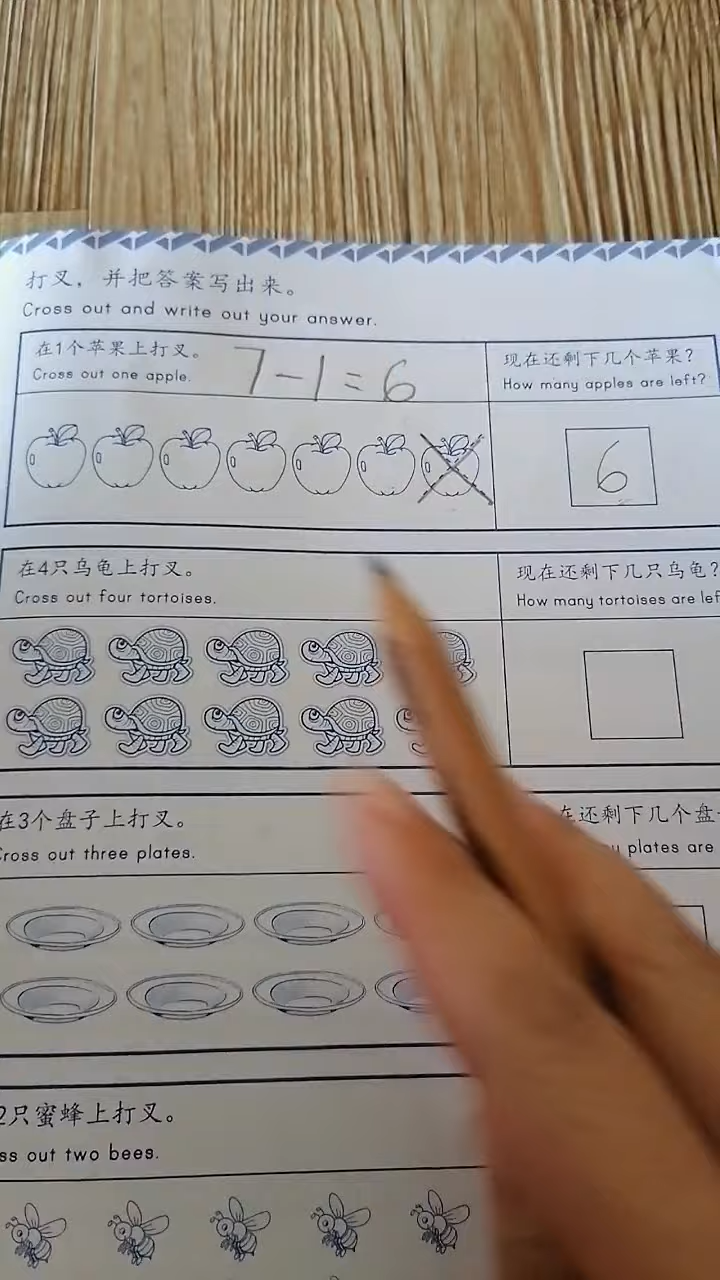 打叉，并把答案写出来。
Cross out and write out your answer.
在1个苹果上打叉。
Cross out one apple.
7-1=6
现在还剩下几个苹果？
How many apples are left?
6
在4只乌龟上打叉。
Cross out four tortoises.
现在还剩下几只乌龟？
How many tortoises are lef
在3个盘子上打叉。
Cross out three plates.
在还剩下几个盘
plates are
2只蜜蜂上打叉。
ss out two bees.